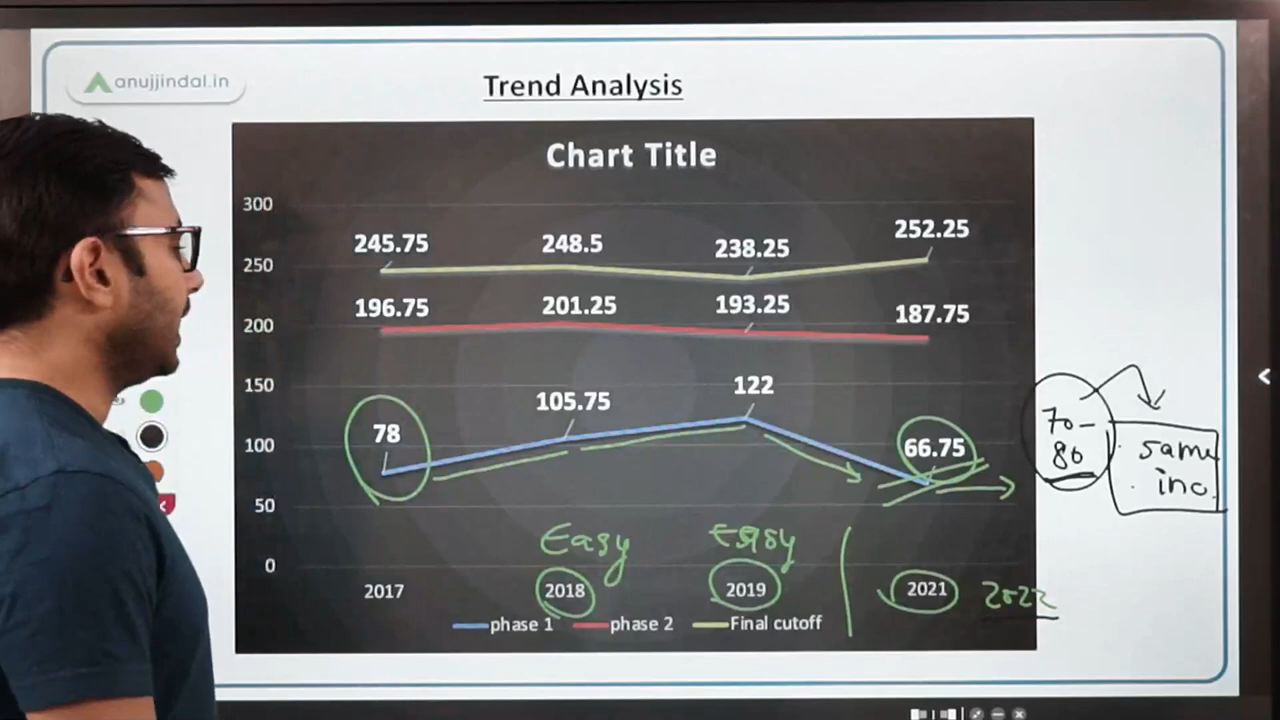 anujjindal.in
Trend Analysis
Chart Title
300
250
200
150
100
50
0
245.75 248.5 238.25 252.25
196.75 201.25 193.25 187.75
78 105.75 122 66.75
70-
80
same
inc.
Easy Easy
2017 2018 2019 2021 2022
phase 1 phase 2 Final cutoff